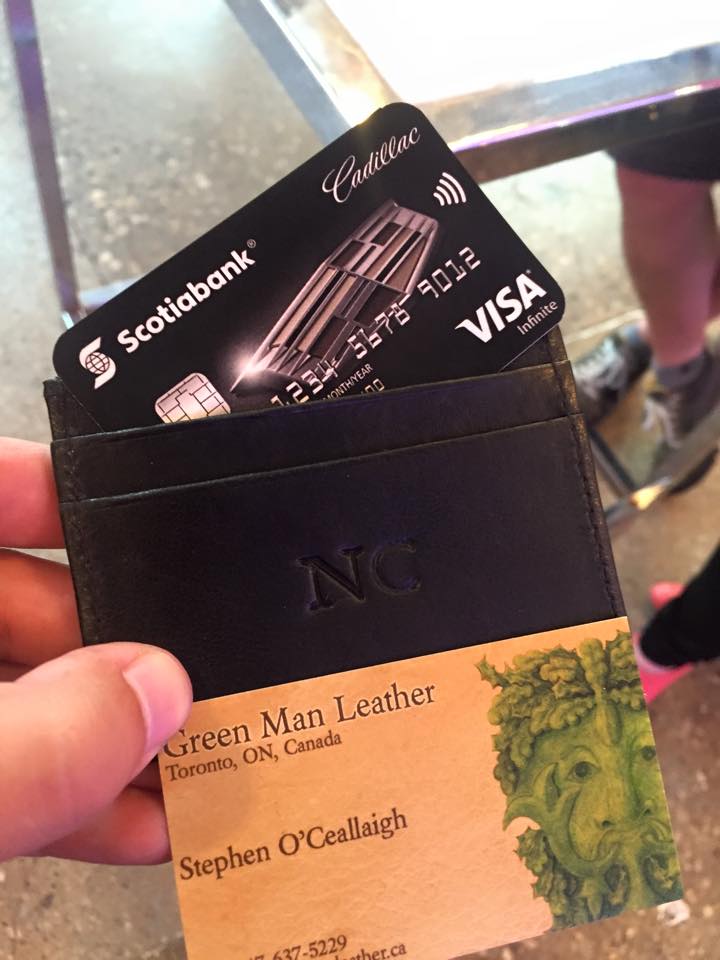 Cadillac
Scotiabank®
1234 5678 9012
MONTH/YEAR
VISA
Infinite
NC
Green Man Leather
Toronto, ON, Canada
Stephen O'Ceallaigh
637-5229